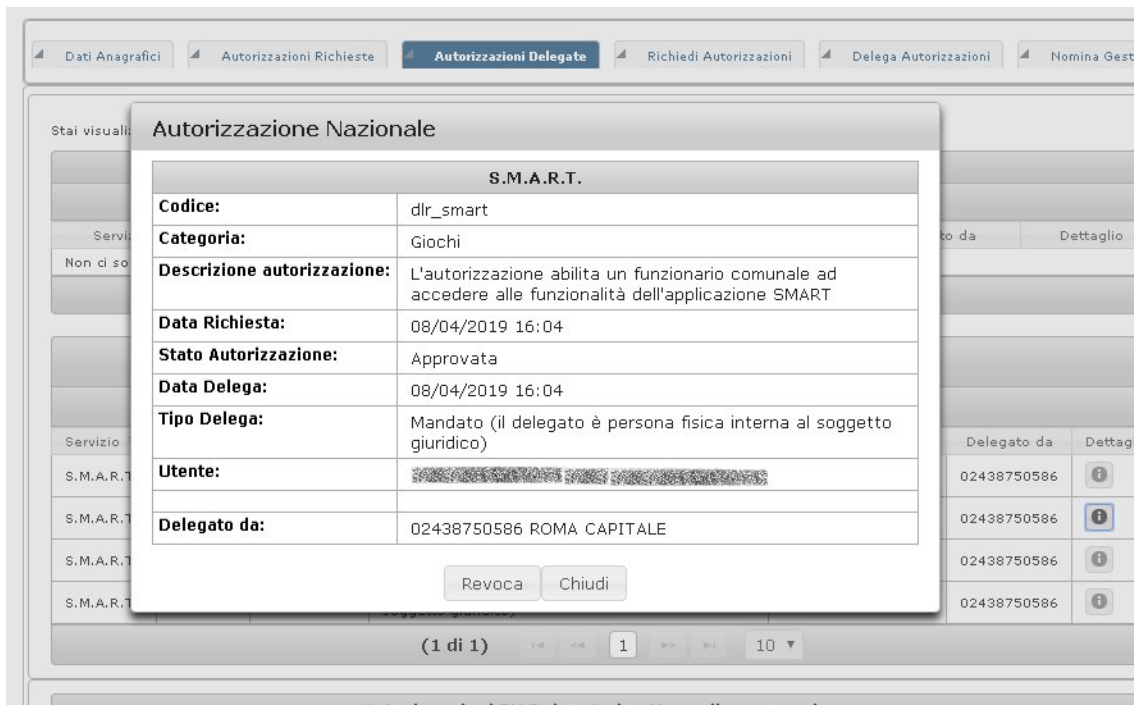 Dati Anagrafici Autorizzazioni Richieste Autorizzazioni Delegate Richiedi Autorizzazioni Delega Autorizzazioni Nomina Gest
Stai visuali
Autorizzazione Nazionale
S.M.A.R.T.
Codice: dlr_smart
Categoria: Giochi
Descrizione autorizzazione: L'autorizzazione abilita un funzionario comunale ad
accedere alle funzionalità dell'applicazione SMART
Data Richiesta: 08/04/2019 16:04
Stato Autorizzazione: Approvata
Data Delega: 08/04/2019 16:04
Tipo Delega: Mandato (il delegato è persona fisica interna al soggetto
giuridico)
Utente:
Delegato da: 02438750586 ROMA CAPITALE
Revoca Chiudi
Servi to da Dettaglio
Non ci so
Servizio Delegato da Dettag
S.M.A.R.T 02438750586
S.M.A.R.T 02438750586
S.M.A.R.T 02438750586
S.M.A.R.T 02438750586
(1 di 1) 1 10